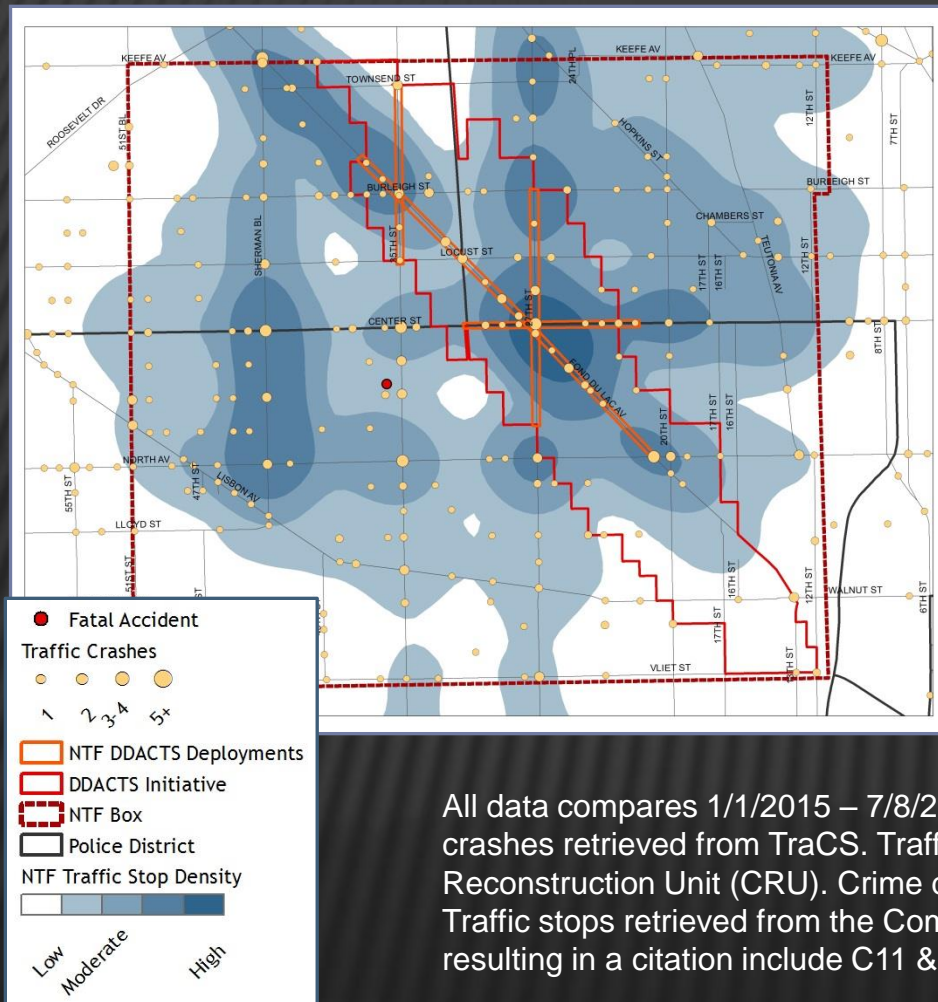 KEEFE AV
KEEFE AV
KEEFE AV
TOWNSEND ST
24TH PL
ROOSEVELT DR
51ST BL
12TH ST
7TH ST
HOPKINS ST
BURLEIGH ST
BURLEIGH ST
CHAMBERS ST
SHERMAN BL
35TH ST
LOCUST ST
17TH ST
16TH ST
TEUTONIA AV
12TH ST
CENTER ST
27TH ST
8TH ST
FOND DU LAC AV
20TH ST
17TH ST
16TH ST
NORTH AV
47TH ST
LISBON AV
55TH ST
LLOYD ST
51ST ST
16TH ST
12TH ST
WALNUT ST
6TH ST
17TH ST
VLIET ST
Fatal Accident
Traffic Crashes
1 2 3-4 5+
NTF DDACTS Deployments
DDACTS Initiative
NTF Box
Police District
NTF Traffic Stop Density
Low Moderate High
All data compares 1/1/2015 – 7/8/2
crashes retrieved from TraCS. Traff
Reconstruction Unit (CRU). Crime
Traffic stops retrieved from the Com
resulting in a citation include C11 &